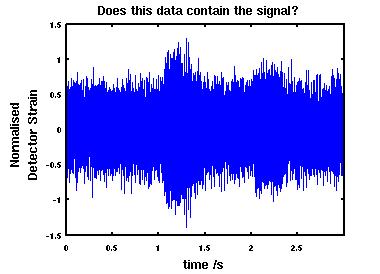 Does this data contain the signal?
Normalised
Detector Strain
1.5
1
0.5
0
-0.5
-1
-1.5
0 0.5 1 1.5 2 2.5
time /s